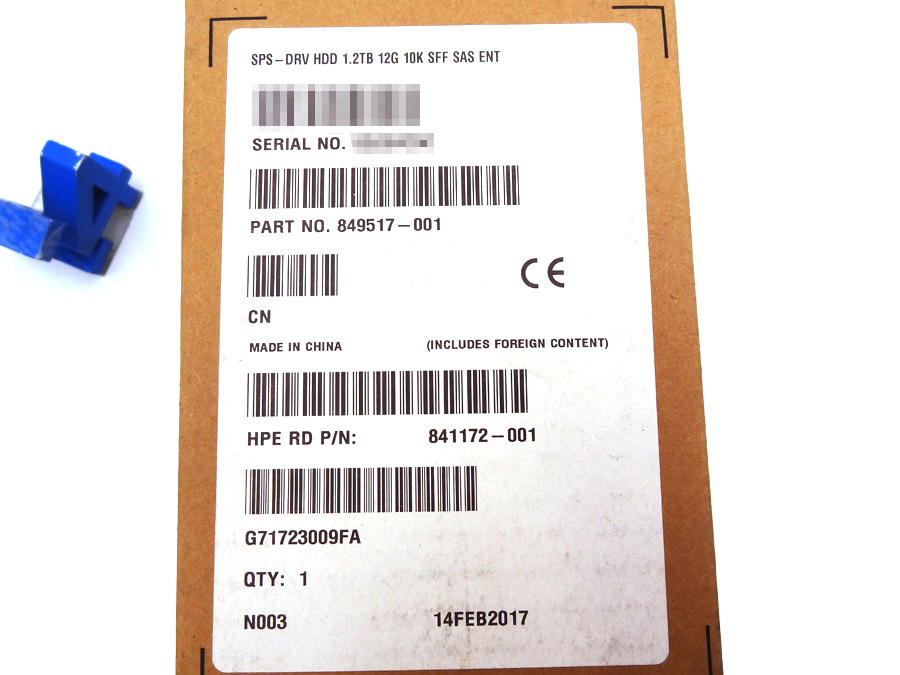 SPS-DRV HDD 1.2TB 12G 10K SFF SAS ENT
SERIAL NO.
PART NO. 849517-001
CE
CN
MADE IN CHINA (INCLUDES FOREIGN CONTENT)
HPE RD P/N: 841172-001
G71723009FA
QTY: 1
N003 14FEB2017
4